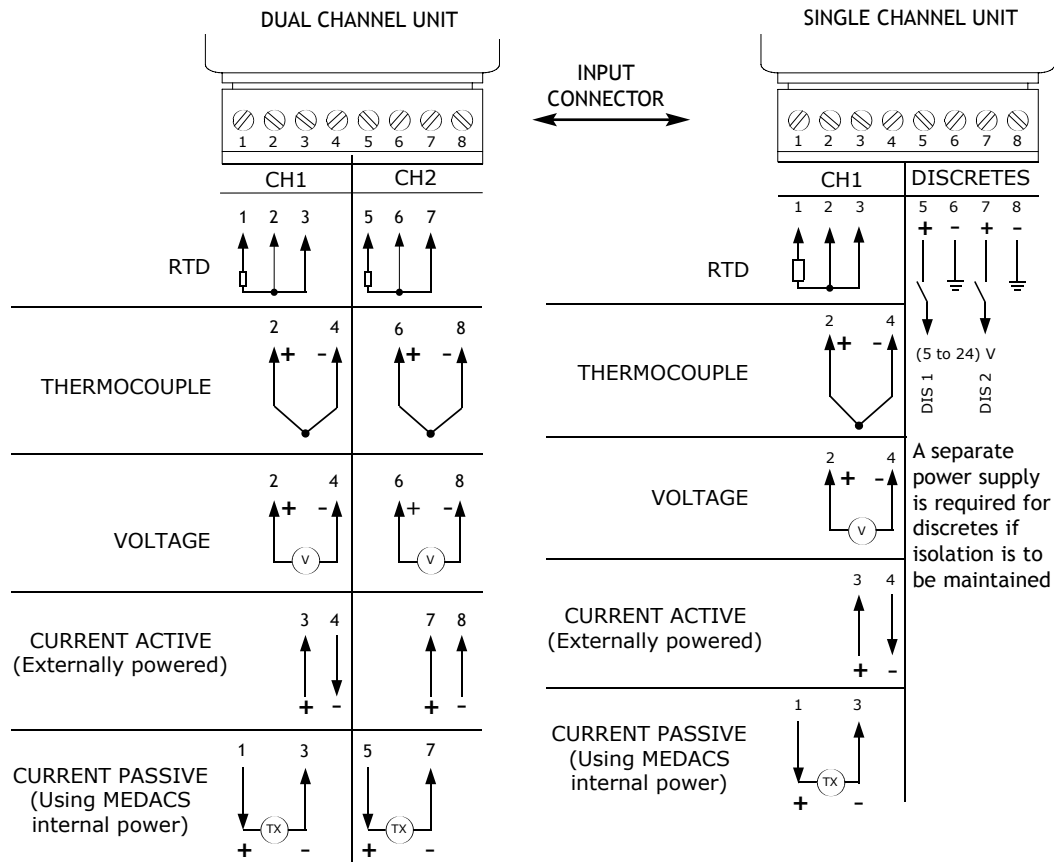 DUAL CHANNEL UNIT
1 2 3 4 5 6 7 8
CH1 CH2
1 2 3 5 6 7
RTD
2 4 6 8
+ - + -
THERMOCOUPLE
2 4 6 8
+ - + -
V V
VOLTAGE
3 4 7 8
CURRENT ACTIVE
(Externally powered)
+ - + -
1 3 5 7
CURRENT PASSIVE
(Using MEDACS
internal power)
TX TX
+ - + -
INPUT
CONNECTOR
SINGLE CHANNEL UNIT
1 2 3 4 5 6 7 8
CH1 DISCRETES
1 2 3
RTD
5 6 7 8
+ - + -
(5 to 24) V
DIS 1
DIS 2
2 4
+ -
THERMOCOUPLE
2 4
+ -
V
VOLTAGE
A separate
power supply
is required for
discretes if
isolation is to
be maintained
3 4
CURRENT ACTIVE
(Externally powered)
+ -
1 3
CURRENT PASSIVE
(Using MEDACS
internal power)
TX
+ -